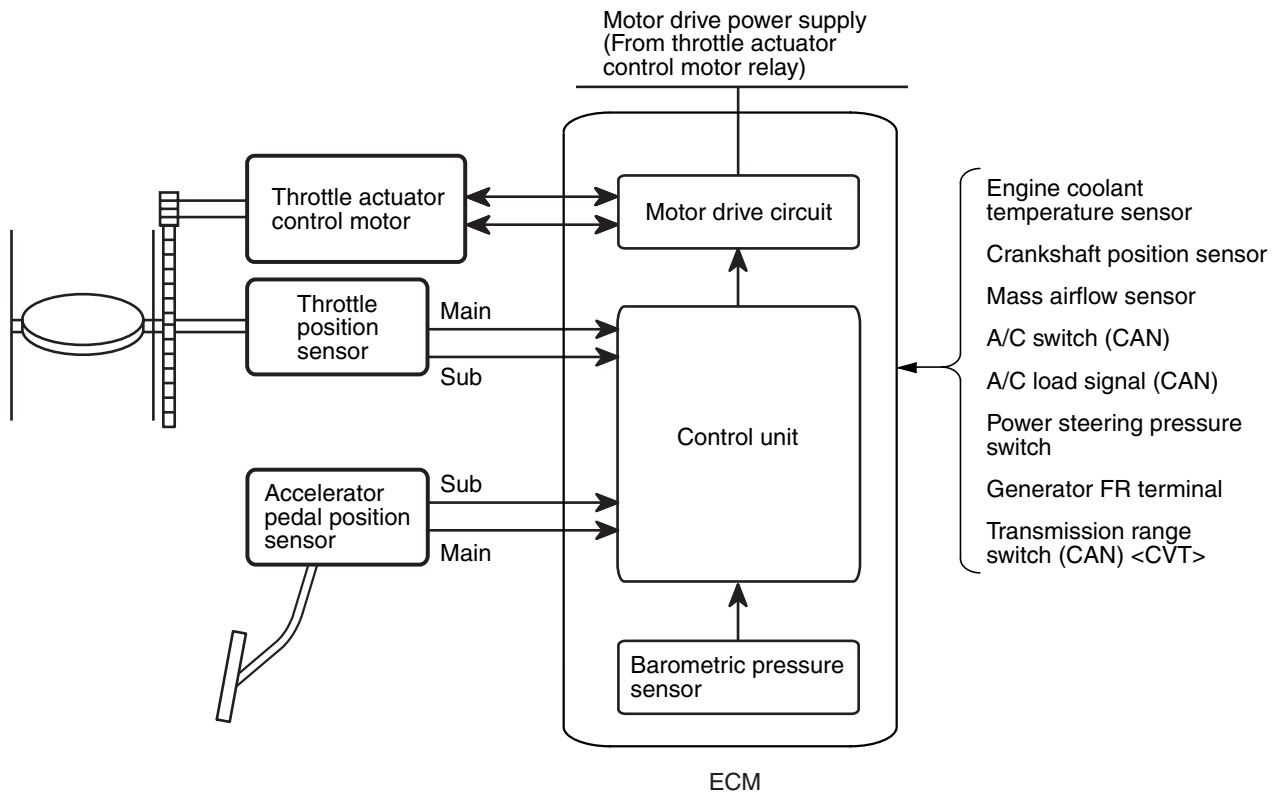 Motor drive power supply
(From throttle actuator
control motor relay)
Throttle actuator
control motor
Motor drive circuit
Throttle
position
sensor
Main
Sub
Control unit
Accelerator
pedal position
sensor
Sub
Main
Barometric pressure
sensor
ECM
Engine coolant
temperature sensor
Crankshaft position sensor
Mass airflow sensor
A/C switch (CAN)
A/C load signal (CAN)
Power steering pressure
switch
Generator FR terminal
Transmission range
switch (CAN) <CVT>